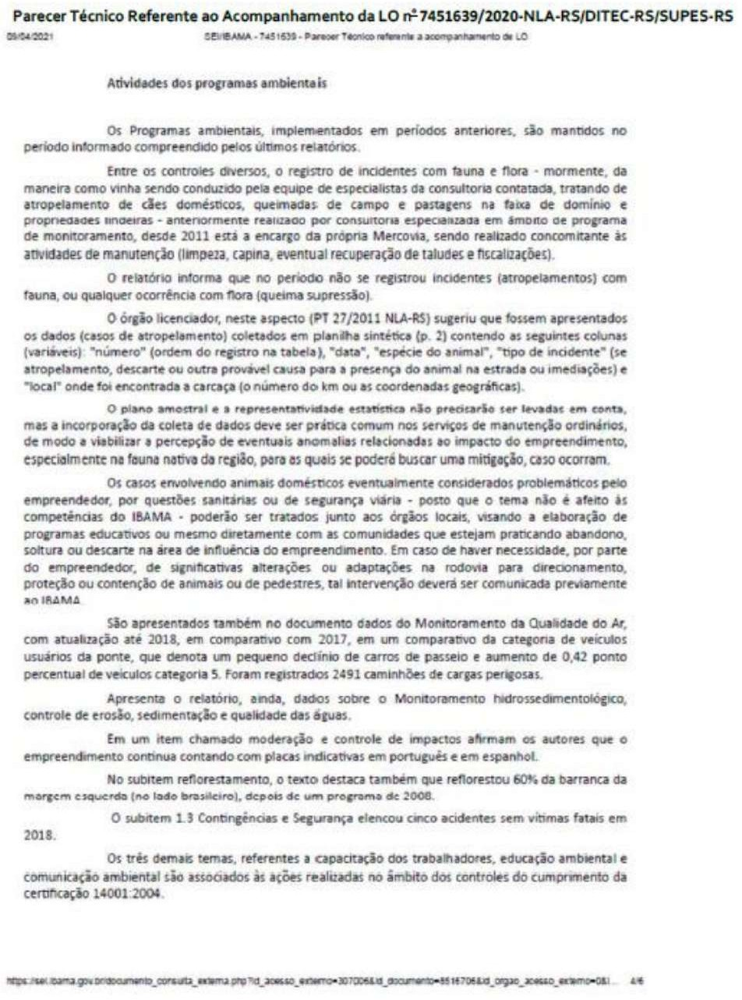 Parecer Técnico Referente ao Acompanhamento da LO nº 7451639/2020-NLA-RS/DITEC-RS/SUPES-RS
09/04/2021 SEI/IBAMA - 7451639 - Parecer Técnico referente a acompanhamento de LO
Atividades dos programas ambientais
Os Programas ambientais, implementados em períodos anteriores, são mantidos no
período informado compreendido pelos últimos relatórios.
Entre os controles diversos, o registro de incidentes com fauna e flora - mormente, da
maneira como vinha sendo conduzido pela equipe de especialistas da consultoria contatada, tratando de
atropelamento de cães domésticos, queimadas de campo e pastagens na faixa de domínio e
propriedades lindeiras - anteriormente realizado por consultoria especializada em âmbito de programa
de monitoramento, desde 2011 está a encargo da própria Mercovia, sendo realizado concomitante às
atividades de manutenção (limpeza, capina, eventual recuperação de taludes e fiscalizações).
O relatório informa que no período não se registrou incidentes (atropelamentos) com
fauna, ou qualquer ocorrência com flora (queima supressão).
O órgão licenciador, neste aspecto (PT 27/2011 NLA-RS) sugeriu que fossem apresentados
os dados (casos de atropelamento) coletados em planilha sintética (p. 2) contendo as seguintes colunas
(variáveis): "número" (ordem do registro na tabela), "data", "espécie do animal", "tipo de incidente" (se
atropelamento, descarte ou outra provável causa para a presença do animal na estrada ou imediações) e
"local" onde foi encontrada a carcaça (o número do km ou as coordenadas geográficas).
O plano amostral e a representatividade estatística não precisarão ser levadas em conta,
mas a incorporação da coleta de dados deve ser prática comum nos serviços de manutenção ordinários,
de modo a viabilizar a percepção de eventuais anomalias relacionadas ao impacto do empreendimento,
especialmente na fauna nativa da região, para as quais se poderá buscar uma mitigação, caso ocorram.
Os casos envolvendo animais domésticos eventualmente considerados problemáticos pelo
empreendedor, por questões sanitárias ou de segurança viária - posto que o tema não é afeito às
competências do IBAMA - poderão ser tratados junto aos órgãos locais, visando a elaboração de
programas educativos ou mesmo diretamente com as comunidades que estejam praticando abandono,
soltura ou descarte na área de influência do empreendimento. Em caso de haver necessidade, por parte
do empreendedor, de significativas alterações ou adaptações na rodovia para direcionamento,
proteção ou contenção de animais ou de pedestres, tal intervenção deverá ser comunicada previamente
ao IBAMA.
São apresentados também no documento dados do Monitoramento da Qualidade do Ar,
com atualização até 2018, em comparativo com 2017, em um comparativo da categoria de veículos
usuários da ponte, que denota um pequeno declínio de carros de passeio e aumento de 0,42 ponto
percentual de veículos categoria 5. Foram registrados 2491 caminhões de cargas perigosas.
Apresenta o relatório, ainda, dados sobre o Monitoramento hidrossedimentológico,
controle de erosão, sedimentação e qualidade das águas.
Em um item chamado moderação e controle de impactos afirmam os autores que o
empreendimento continua contando com placas indicativas em português e em espanhol.
No subitem reflorestamento, o texto destaca também que reflorestou 60% da barranca da
margem esquerda (no lado brasileiro), depois de um programa de 2008.
O subitem 1.3 Contingências e Segurança elencou cinco acidentes sem vítimas fatais em
2018.
Os três demais temas, referentes a capacitação dos trabalhadores, educação ambiental e
comunicação ambiental são associados às ações realizadas no âmbito dos controles do cumprimento da
certificação 14001:2004.
https://sei.ibama.gov.br/documento_consulta_externa.php?id_acesso_externo=307006&id_documento=8516706&id_orgao_acesso_externo=0&i... 4/6